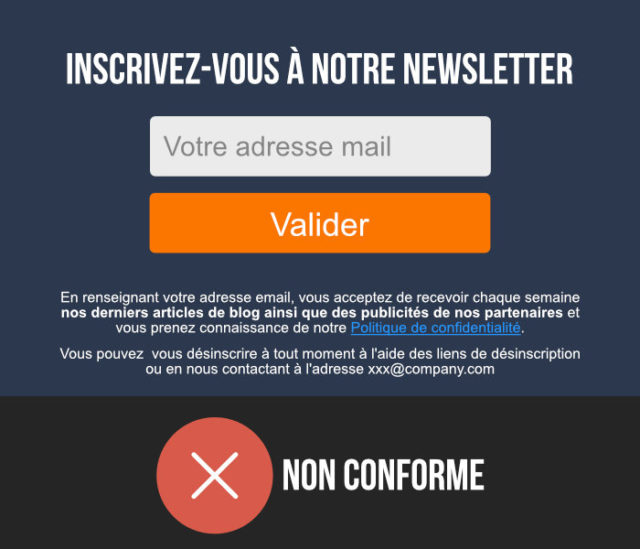 INSCRIVEZ-VOUS À NOTRE NEWSLETTER
Votre adresse mail
Valider
En renseignant votre adresse email, vous acceptez de recevoir chaque semaine
nos derniers articles de blog ainsi que des publicités de nos partenaires et
vous prenez connaissance de notre Politique de confidentialité.
Vous pouvez  vous désinscrire à tout moment à l'aide des liens de désinscription
ou en nous contactant à l'adresse xxx@company.com
NON CONFORME